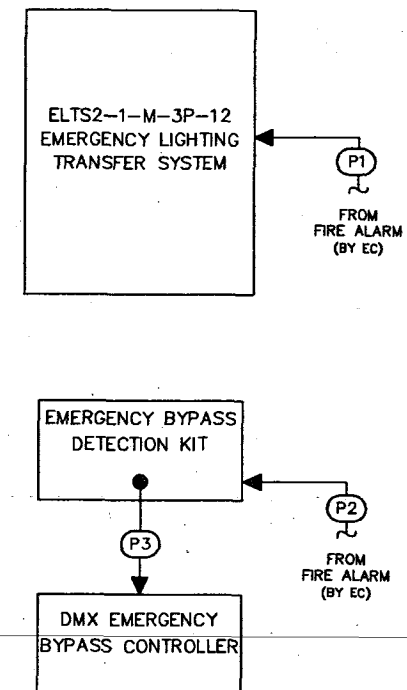 ELTS2-1-M-3P-12
EMERGENCY LIGHTING
TRANSFER SYSTEM
P1
FROM
FIRE ALARM
(BY EC)
EMERGENCY BYPASS
DETECTION KIT
P2
FROM
FIRE ALARM
(BY EC)
P3
DMX EMERGENCY
BYPASS CONTROLLER